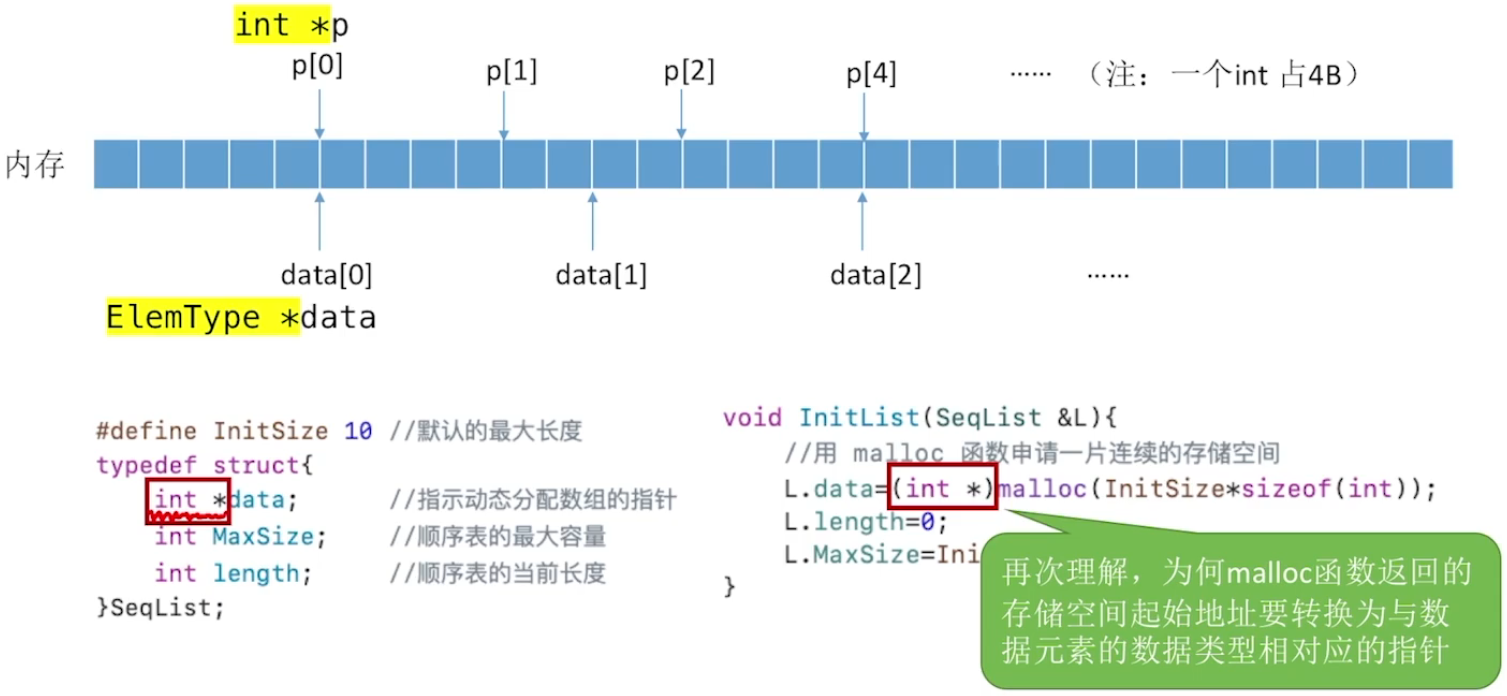 int *p
p[0] p[1] p[2] p[4] …… （注：一个int 占4B）
内存
data[0] data[1] data[2] ……
ElemType *data
#define InitSize 10 //默认的最大长度
typedef struct{
int *data; //指示动态分配数组的指针
int MaxSize; //顺序表的最大容量
int length; //顺序表的当前长度
}SeqList;
void InitList(SeqList &L){
//用 malloc 函数申请一片连续的存储空间
L.data=(int *)malloc(InitSize*sizeof(int));
L.length=0;
L.MaxSize=Ini
}
再次理解，为何malloc函数返回的
存储空间起始地址要转换为与数
据元素的数据类型相对应的指针